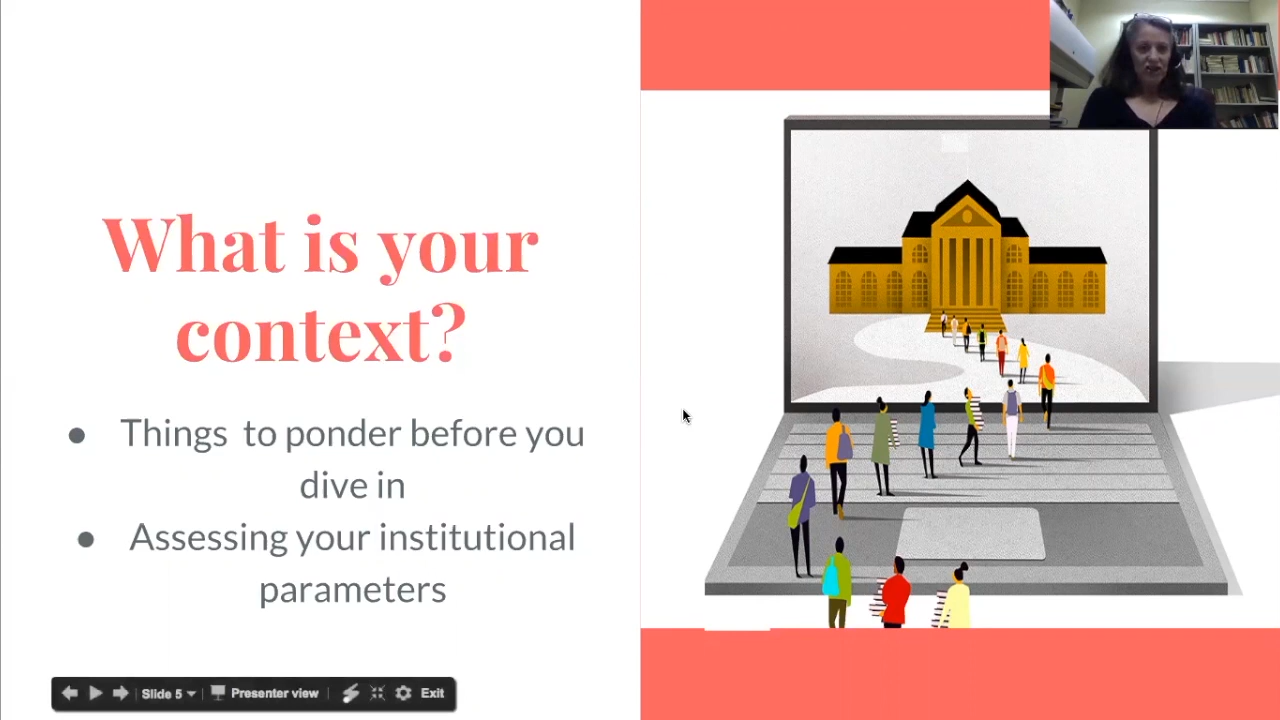 What is your
context?
● Things to ponder before you
dive in
● Assessing your institutional
parameters
Slide 5
Presenter view
Exit